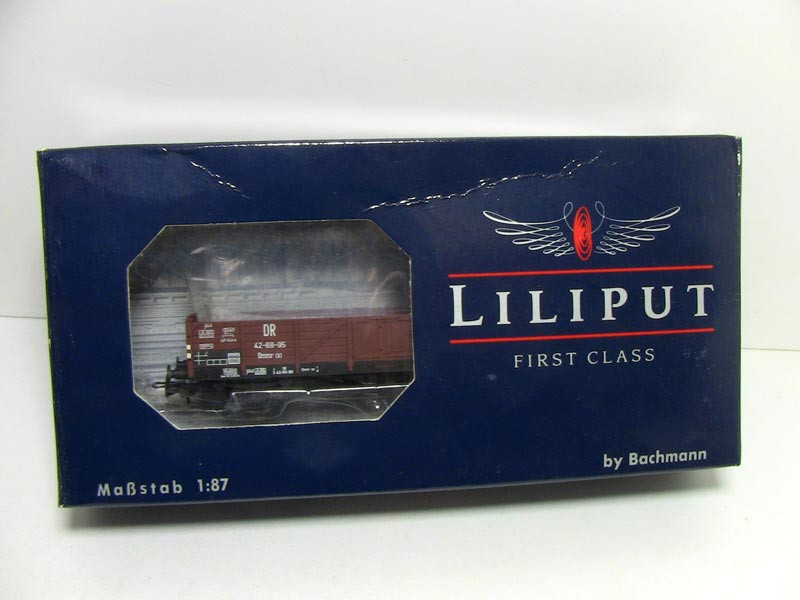 LILIPUT
FIRST CLASS
DR
42-68-95
by Bachmann
Maßstab 1:87